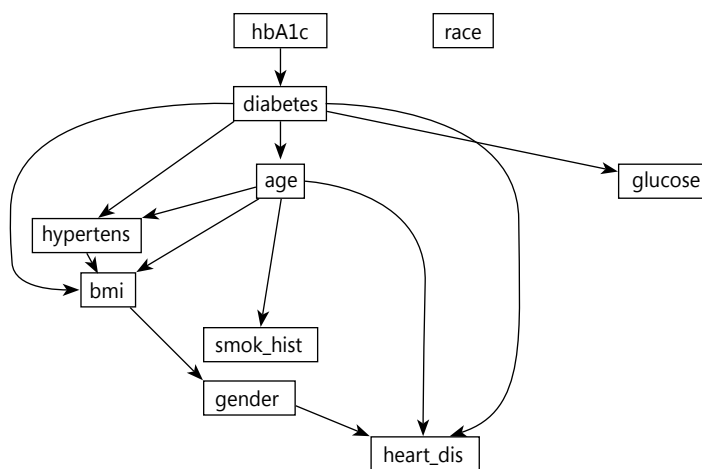 hbA1c
race
diabetes
age
glucose
hypertens
bmi
smok_hist
gender
heart_dis